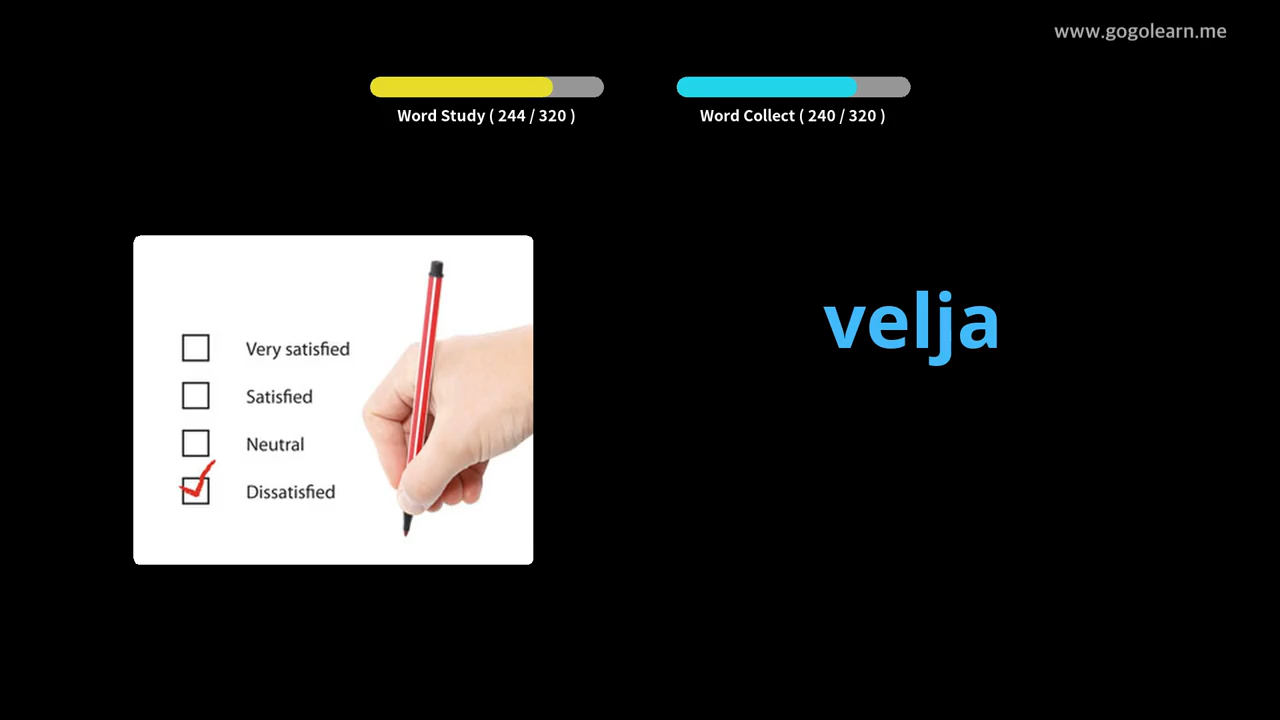 www.gogolearn.me
Word Study ( 244 / 320 )
Word Collect ( 240 / 320 )
velja
Very satisfied
Satisfied
Neutral
Dissatisfied